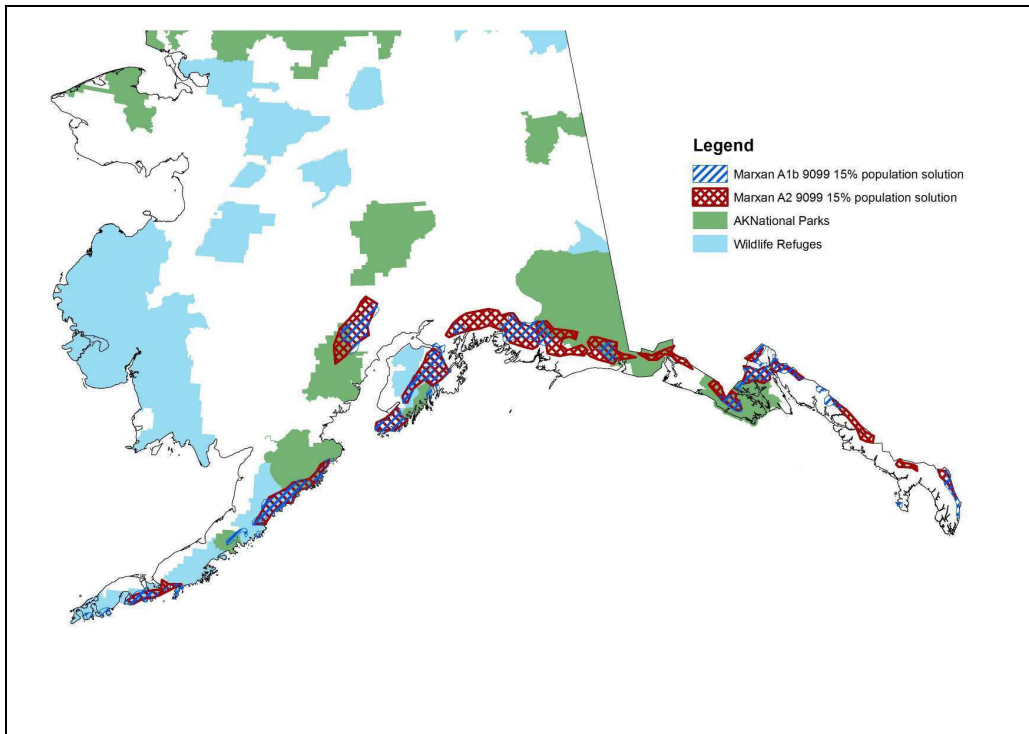 Legend
Marxan A1b 9099 15% population solution
Marxan A2 9099 15% population solution
AKNational Parks
Wildlife Refuges